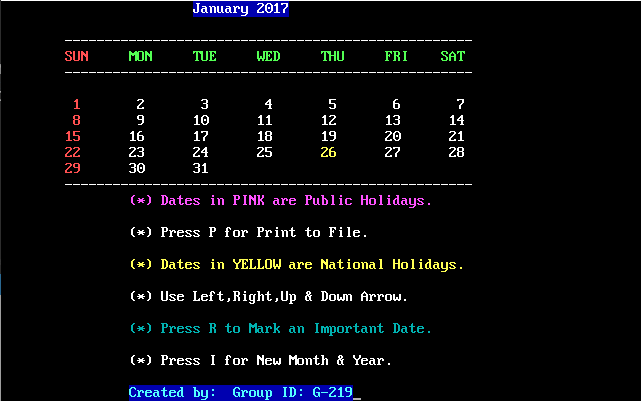 January 2017
SUN MON TUE WED THU FRI SAT
1 2 3 4 5 6 7
8 9 10 11 12 13 14
15 16 17 18 19 20 21
22 23 24 25 26 27 28
29 30 31
(*) Dates in PINK are Public Holidays.
(*) Press P for Print to File.
(*) Dates in YELLOW are National Holidays.
(*) Use Left,Right,Up & Down Arrow.
(*) Press R to Mark an Important Date.
(*) Press I for New Month & Year.
Created by: Group ID: G-219_